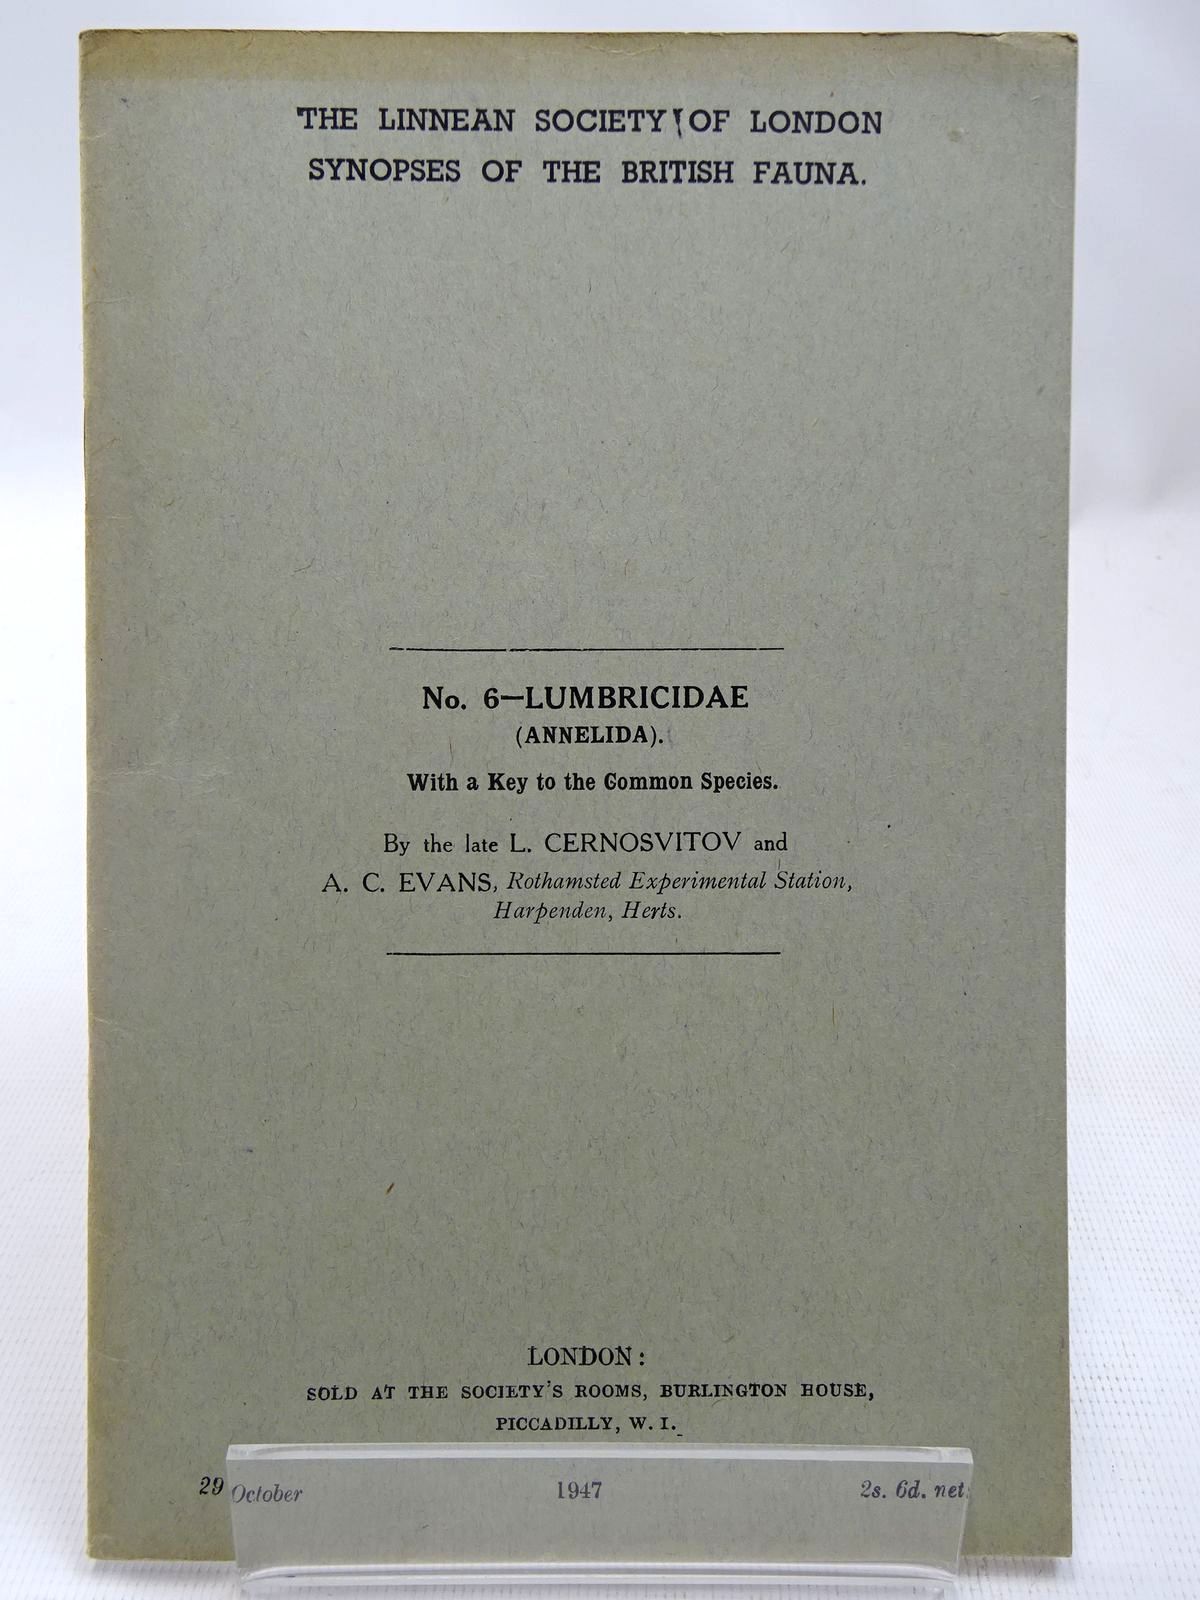 THE LINNEAN SOCIETY OF LONDON
SYNOPSES OF THE BRITISH FAUNA.
No. 6—LUMBRICIDAE
(ANNELIDA).
With a Key to the Common Species.
By the late L. CERNOSVITOV and
A. C. EVANS, Rothamsted Experimental Station,
Harpenden, Herts.
LONDON:
SOLD AT THE SOCIETY'S ROOMS, BURLINGTON HOUSE,
PICCADILLY, W. I.
29 October 1947 2s. 6d. net.